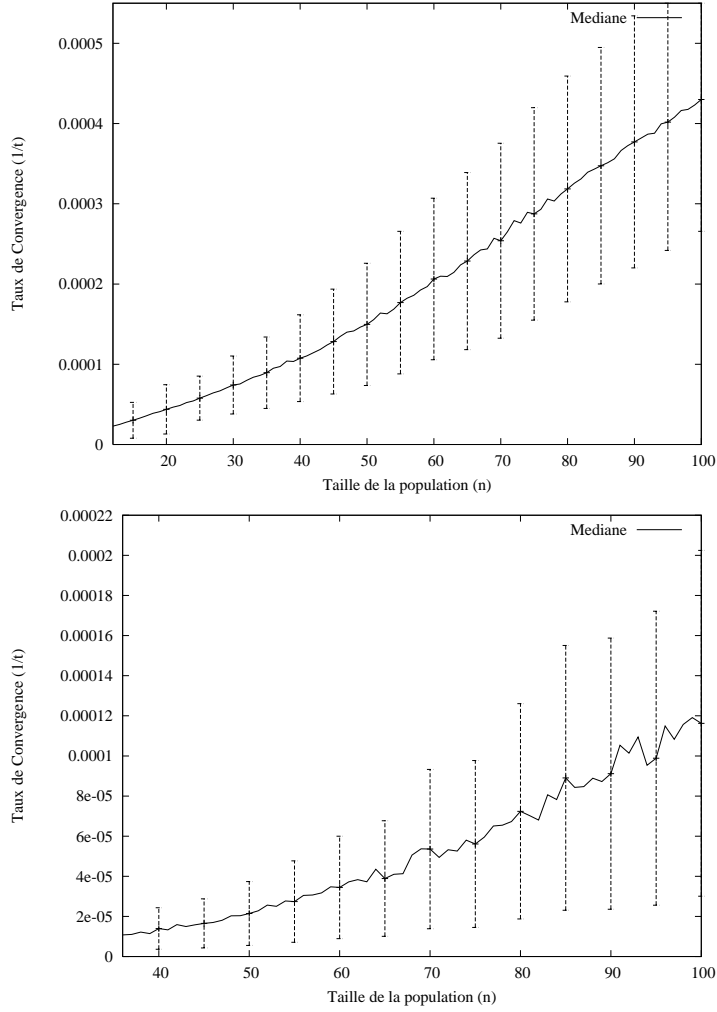 Mediane
0.0005
0.0004
0.0003
0.0002
0.0001
0
Taux de Convergence (1/t)
20 30 40 50 60 70 80 90 100
Taille de la population (n)
0.00022
Mediane
0.0002
0.00018
0.00016
0.00014
0.00012
0.0001
8e-05
6e-05
4e-05
2e-05
0
Taux de Convergence (1/t)
40 50 60 70 80 90 100
Taille de la population (n)